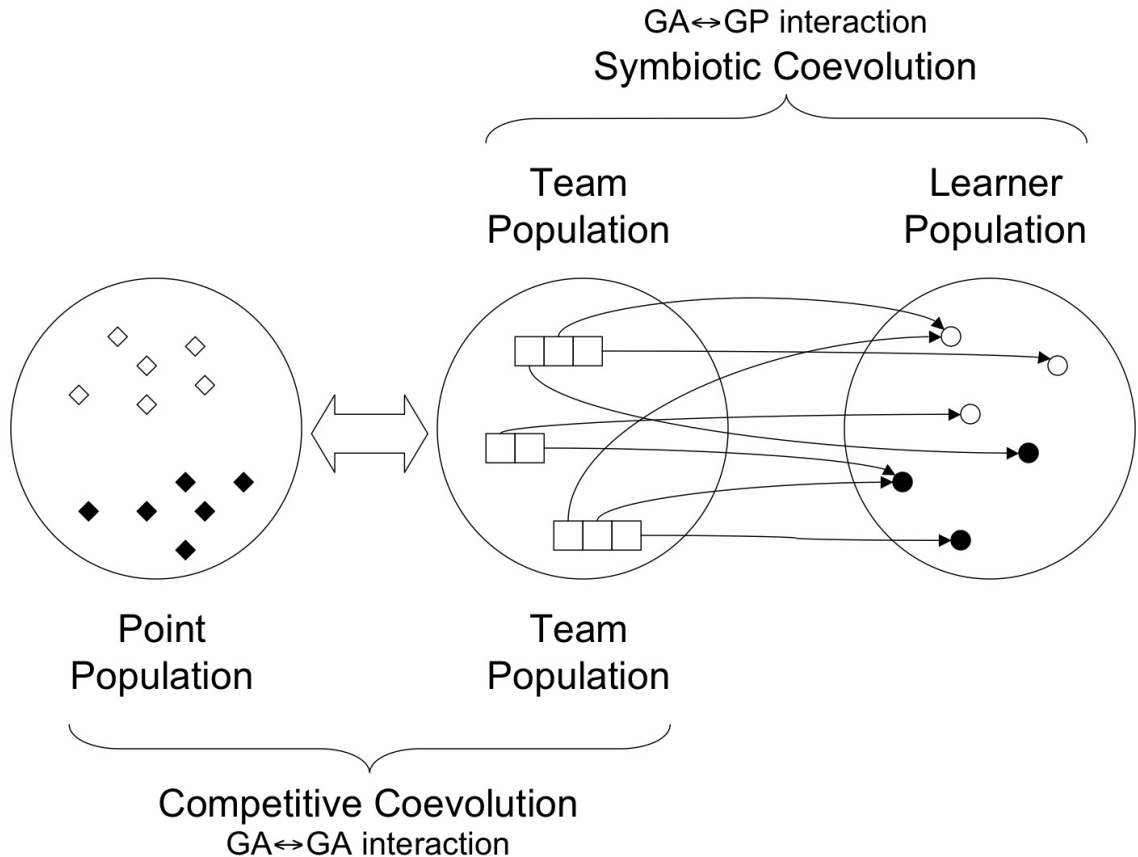 GA↔GP interaction
Symbiotic Coevolution
Team
Population
Learner
Population
Point
Population
Team
Population
Competitive Coevolution
GA↔GA interaction